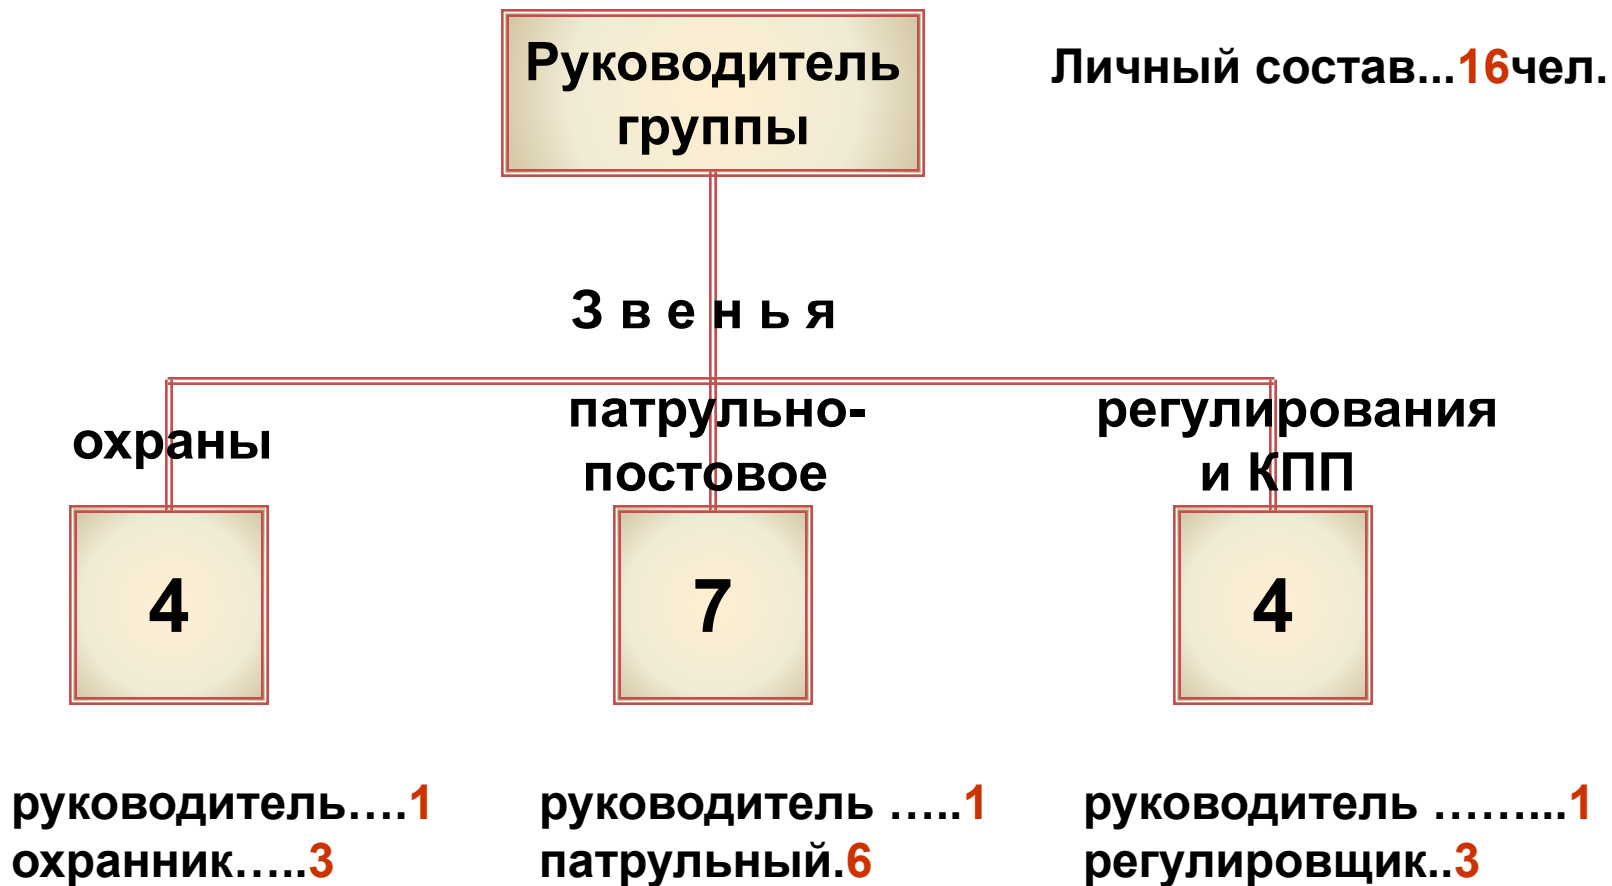 Руководитель
группы
Личный состав...16чел.
З в е н ь я
охраны
патрульно-
постовое
регулирования
и КПП
4
7
4
руководитель….1
охранник…..3
руководитель …..1
патрульный.6
руководитель ……...1
регулировщик..3